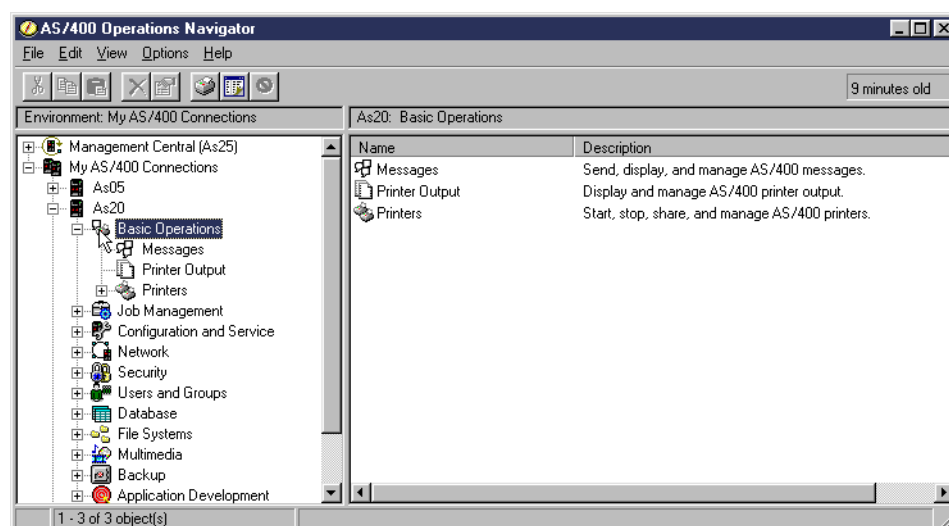 AS/400 Operations Navigator
File Edit View Options Help
9 minutes old
Environment: My AS/400 Connections
As20: Basic Operations
Management Central (As25)
My AS/400 Connections
As05
As20
Basic Operations
Messages
Printer Output
Printers
Job Management
Configuration and Service
Network
Security
Users and Groups
Database
File Systems
Multimedia
Backup
Application Development
Name Description
Messages Send, display, and manage AS/400 messages.
Printer Output Display and manage AS/400 printer output.
Printers Start, stop, share, and manage AS/400 printers.
1 - 3 of 3 object(s)